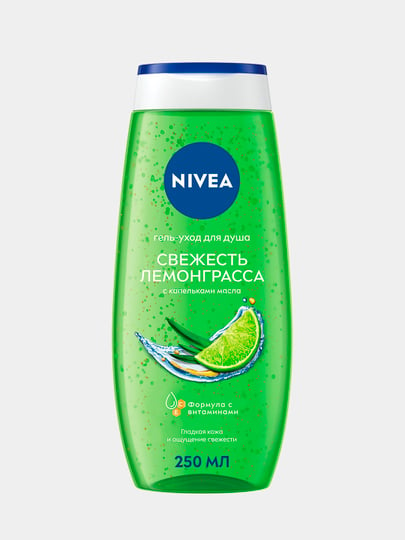 NIVEA
гель-уход для душа
СВЕЖЕСТЬ
ЛЕМОНГРАССА
с капельками масла
C
E
Формула с
витаминами
Гладкая кожа
и ощущение свежести
250 МЛ